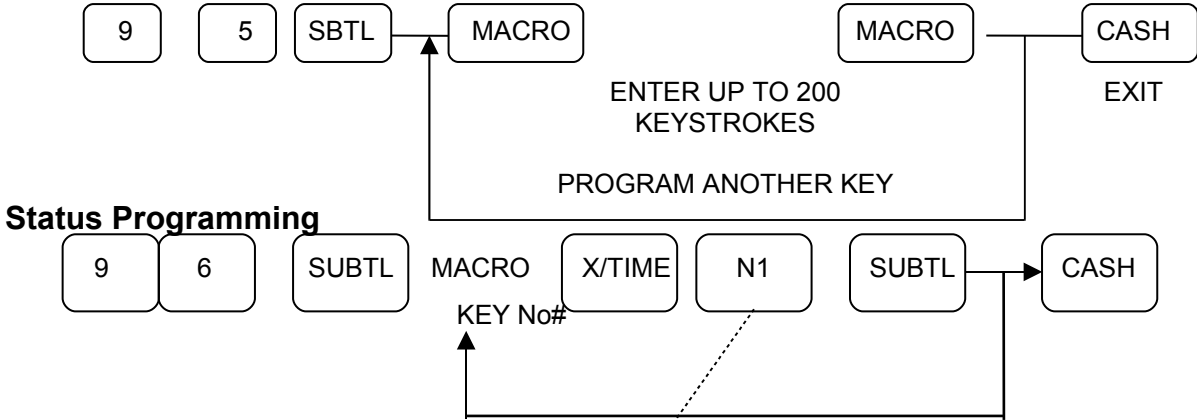 9 5 SBTL MACRO MACRO CASH
ENTER UP TO 200 EXIT
KEYSTROKES
PROGRAM ANOTHER KEY
Status Programming
9 6 SUBTL MACRO X/TIME N1 SUBTL CASH
KEY No#